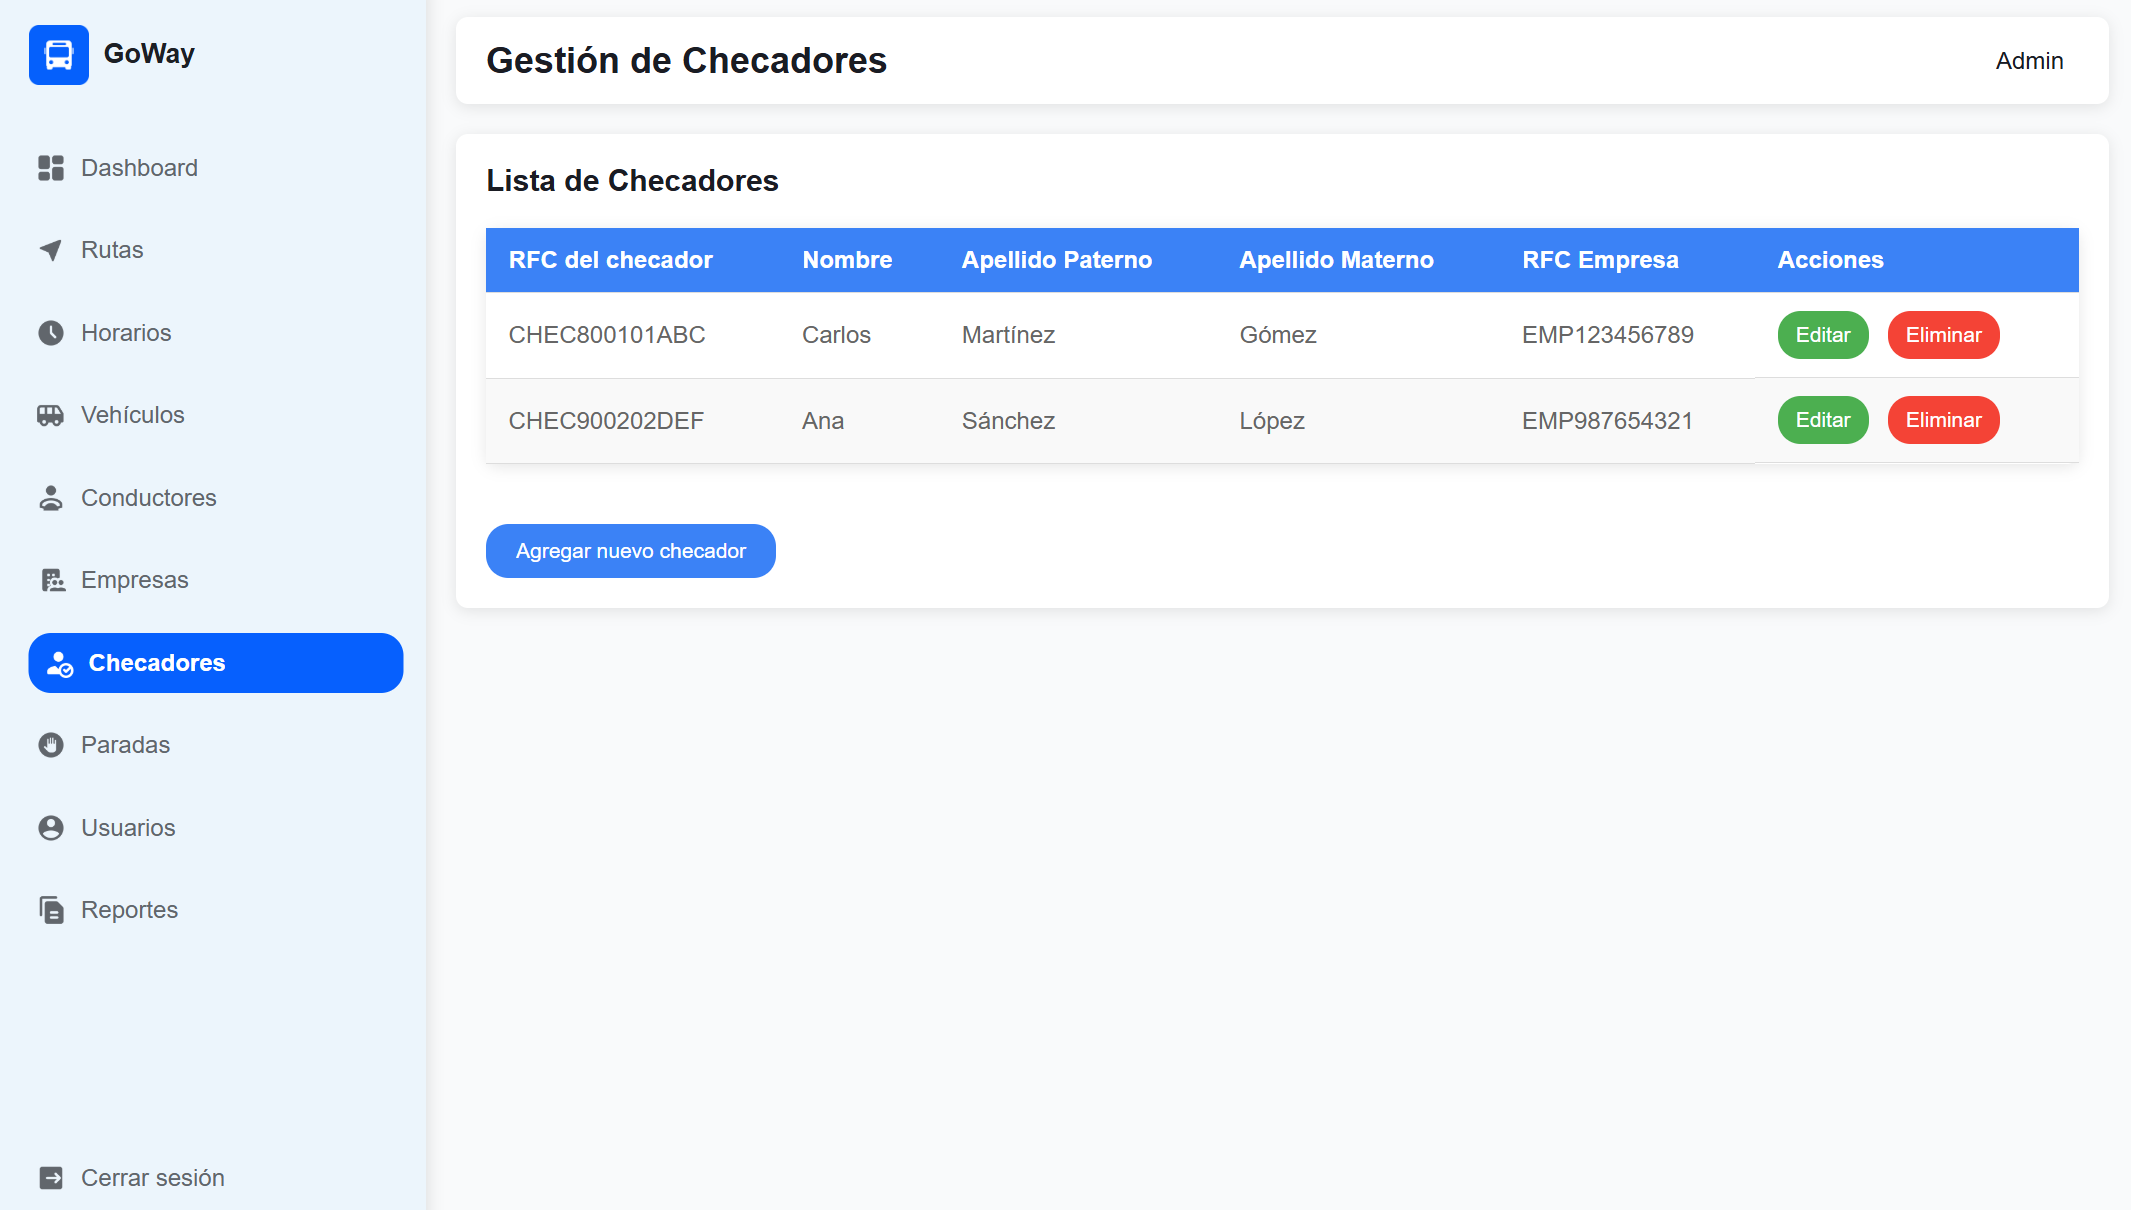 GoWay
Dashboard
Rutas
Horarios
Vehículos
Conductores
Empresas
Checadores
Paradas
Usuarios
Reportes
Cerrar sesión
Gestión de Checadores
Admin
Lista de Checadores
RFC del checador Nombre Apellido Paterno Apellido Materno RFC Empresa Acciones
CHEC800101ABC Carlos Martínez Gómez EMP123456789 Editar Eliminar
CHEC900202DEF Ana Sánchez López EMP987654321 Editar Eliminar
Agregar nuevo checador